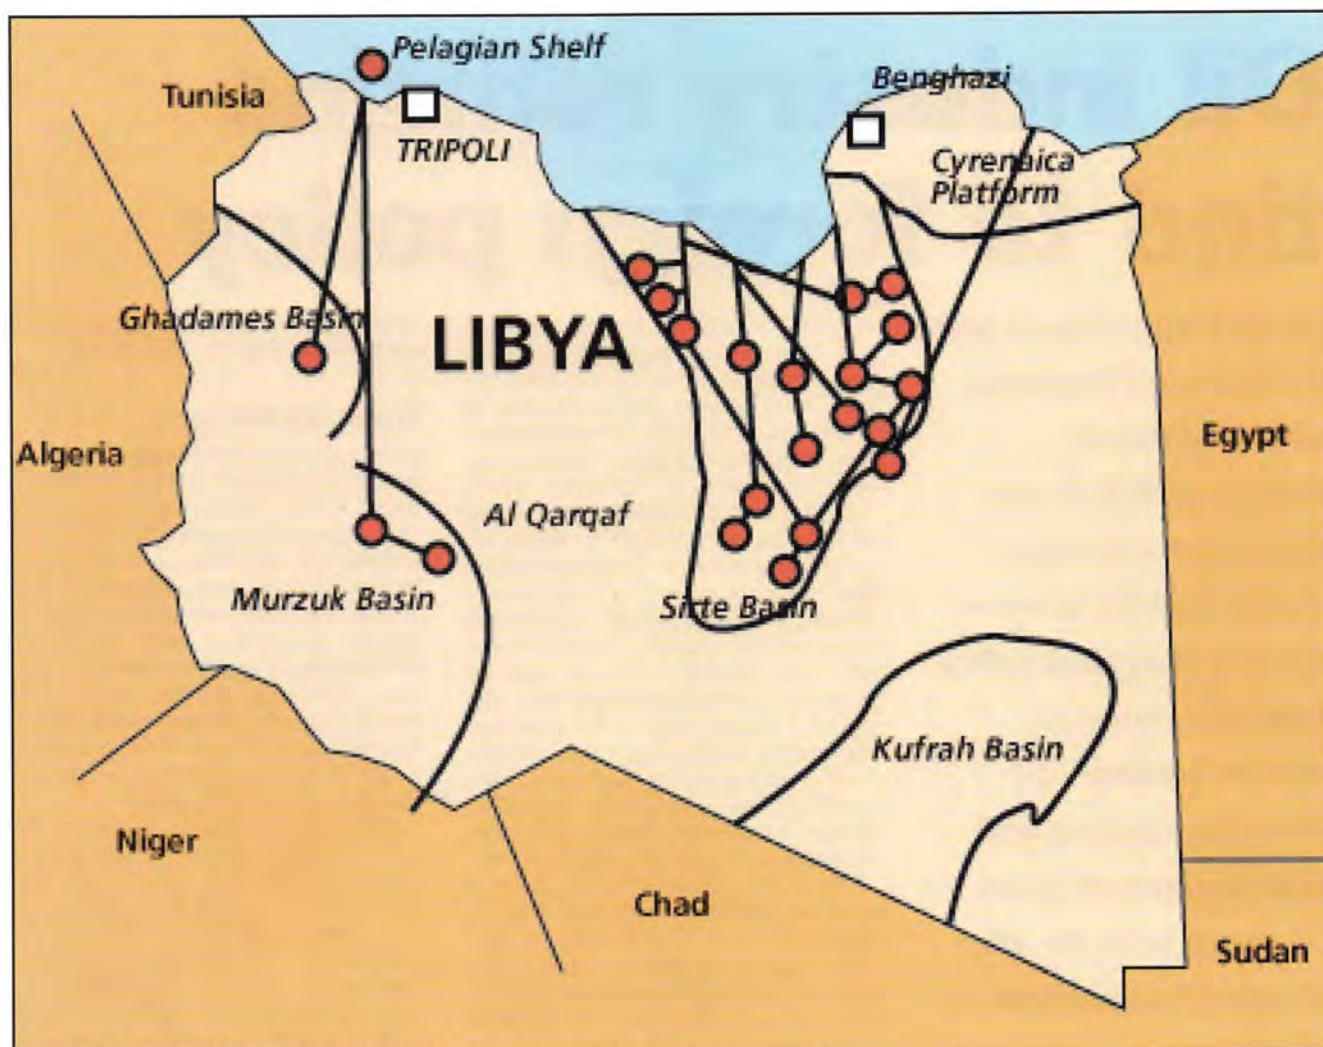 Pelagian Shelf
Tunisia
Benghazi
TRIPOLI
Cyrenaica
Platform
Ghadames Basin
LIBYA
Algeria
Egypt
Al Qarqaf
Murzuk Basin
Sirte Basin
Kufrah Basin
Niger
Chad
Sudan